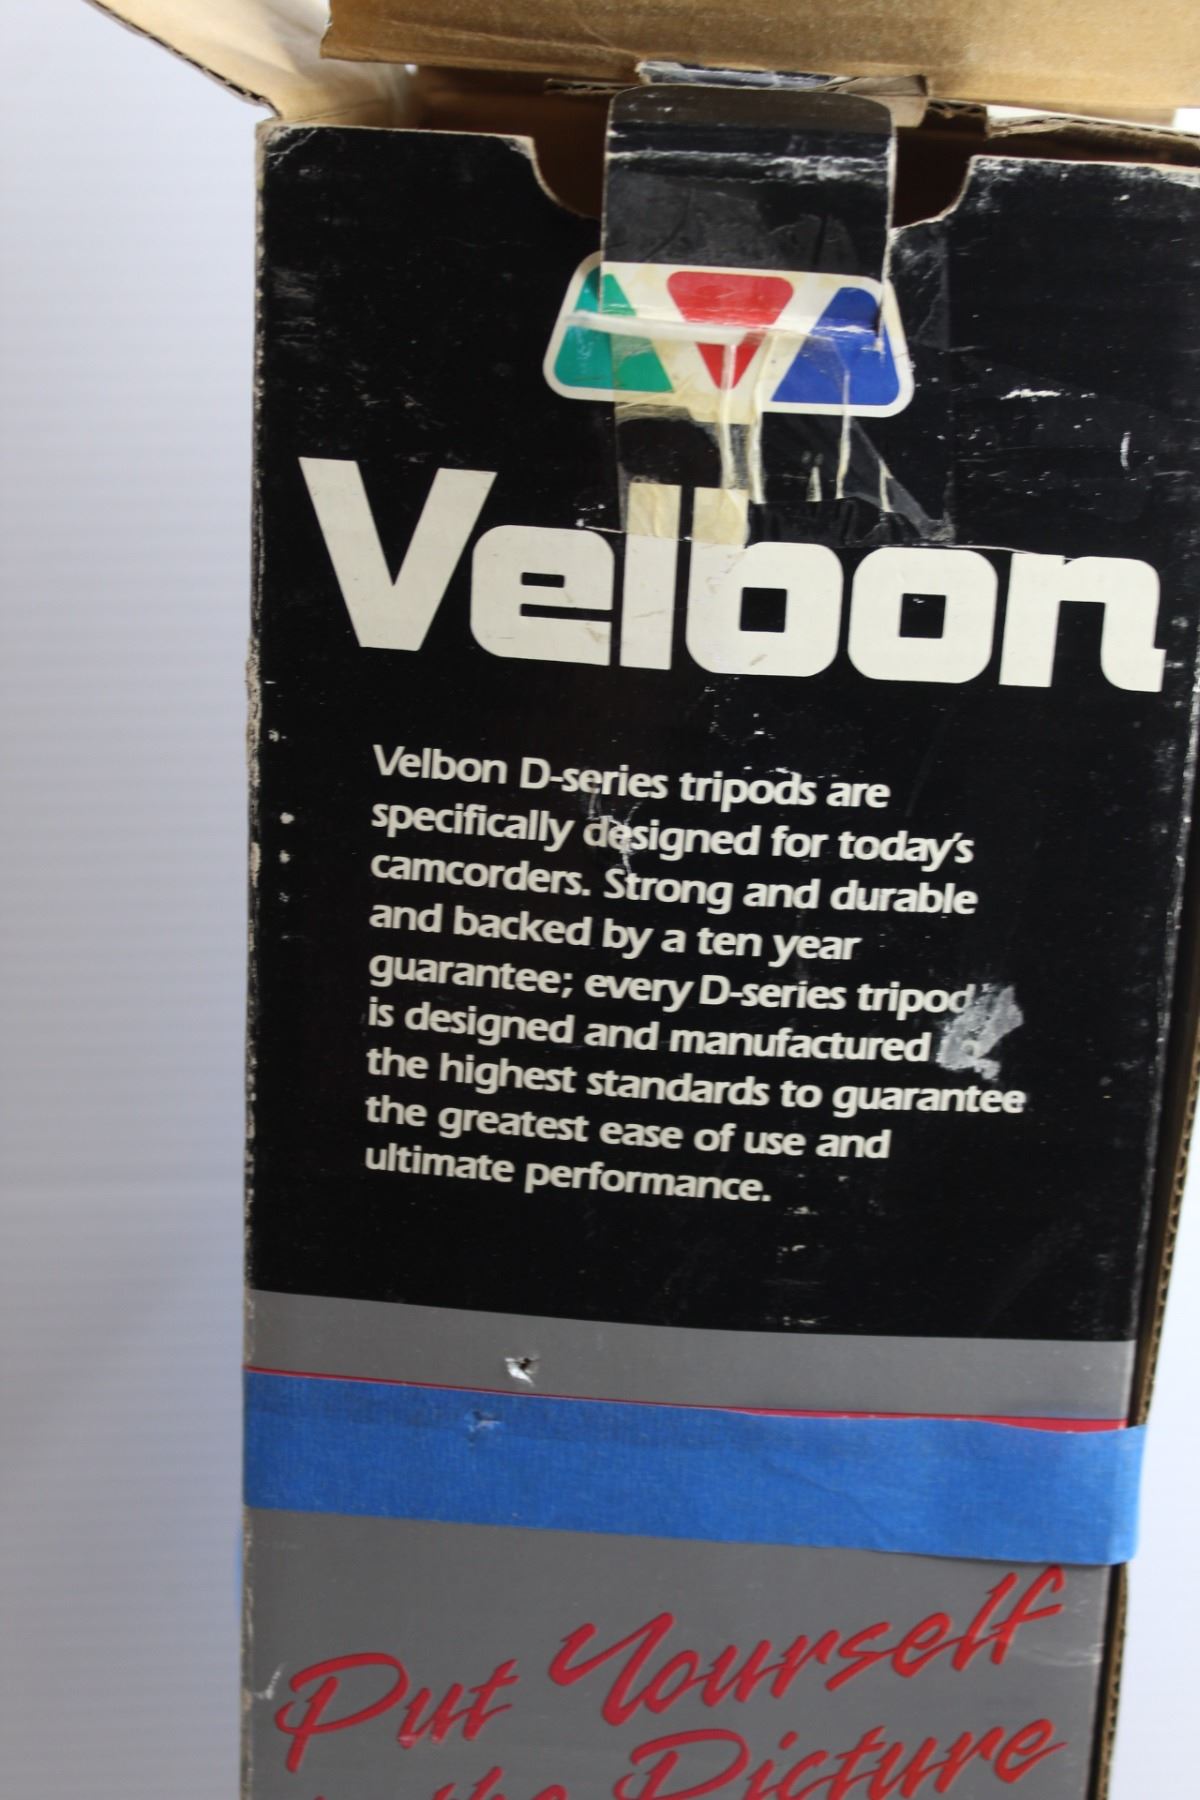 Velbon
Velbon D-series tripods are
specifically designed for today's
camcorders. Strong and durable
and backed by a ten year
guarantee; every D-series tripod
is designed and manufactured
the highest standards to guarantee
the greatest ease of use and
ultimate performance.
Put Yourself
the Picture